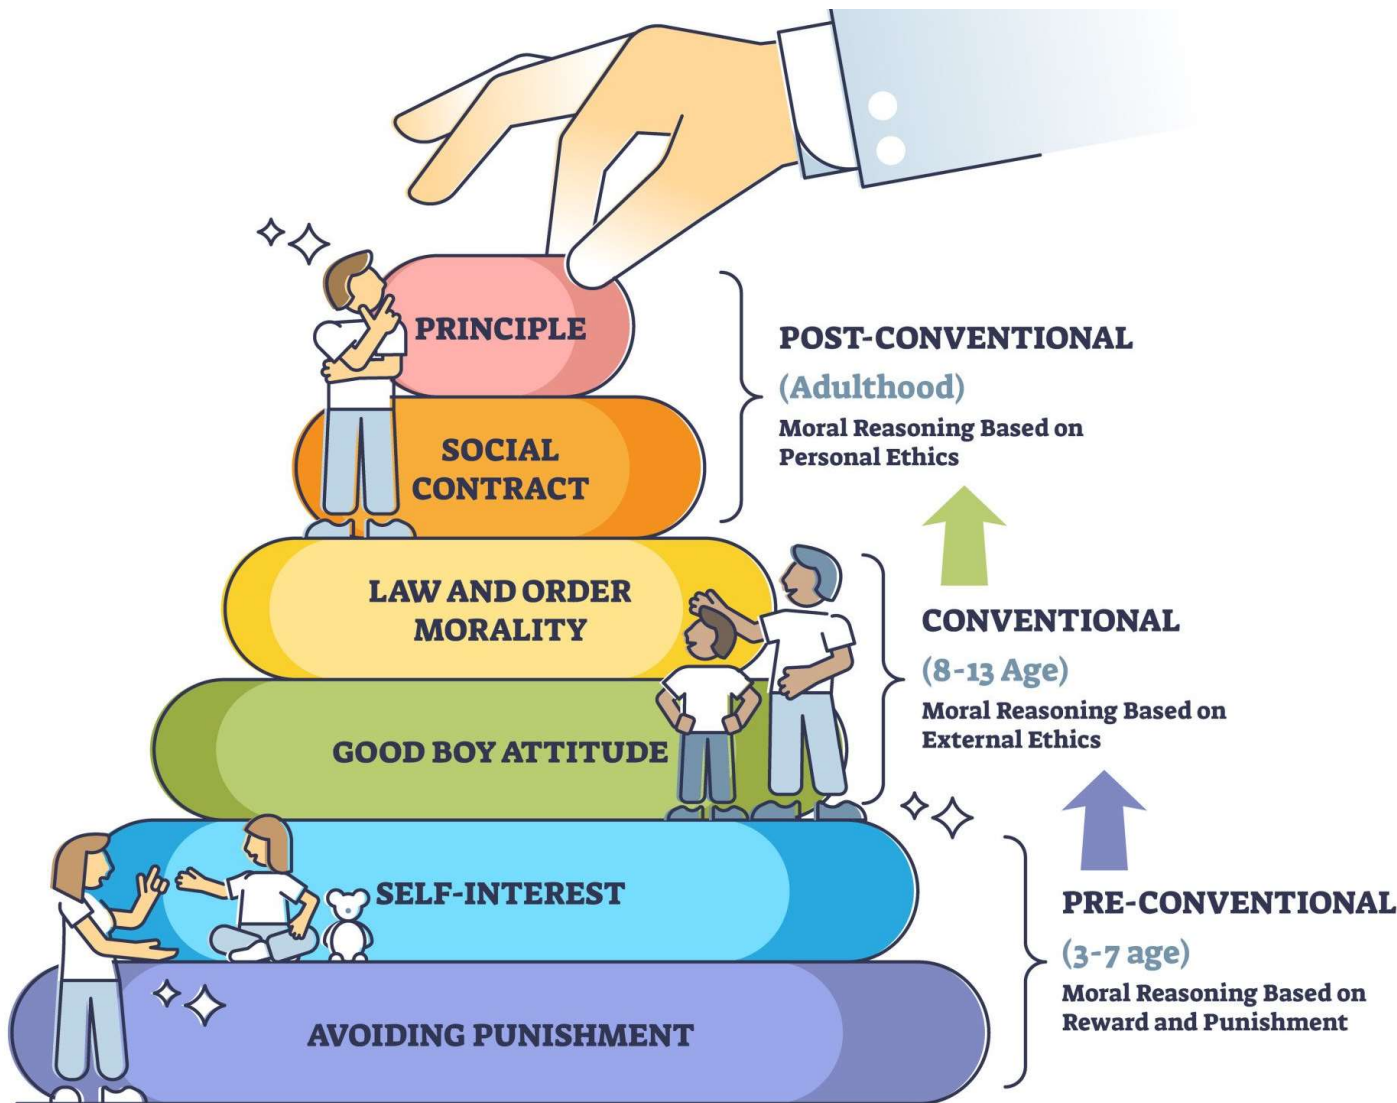 PRINCIPLE
SOCIAL
CONTRACT
POST-CONVENTIONAL
(Adulthood)
Moral Reasoning Based on
Personal Ethics
LAW AND ORDER
MORALITY
GOOD BOY ATTITUDE
CONVENTIONAL
(8-13 Age)
Moral Reasoning Based on
External Ethics
SELF-INTEREST
AVOIDING PUNISHMENT
PRE-CONVENTIONAL
(3-7 age)
Moral Reasoning Based on
Reward and Punishment